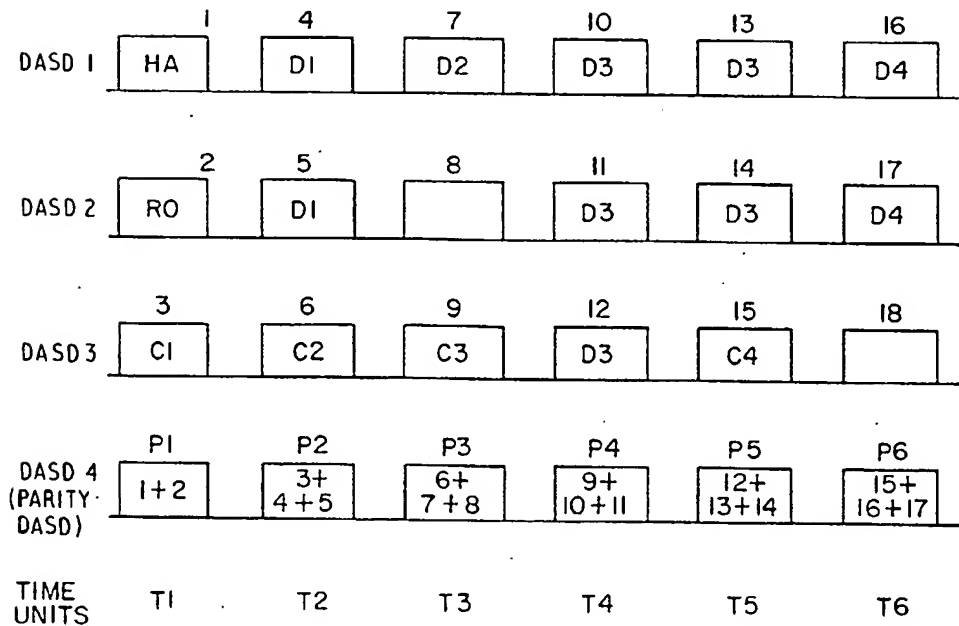 1 4 7 10 13 16
DASD 1 HA D1 D2 D3 D3 D4
2 5 8 11 14 17
DASD 2 RO D1 D3 D3 D4
3 6 9 12 15 18
DASD 3 C1 C2 C3 D3 C4
P1 P2 P3 P4 P5 P6
DASD 4
(PARITY
DASD)
1+2
3+
4+5
6+
7+8
9+
10+11
12+
13+14
15+
16+17
TIME
UNITS
T1 T2 T3 T4 T5 T6